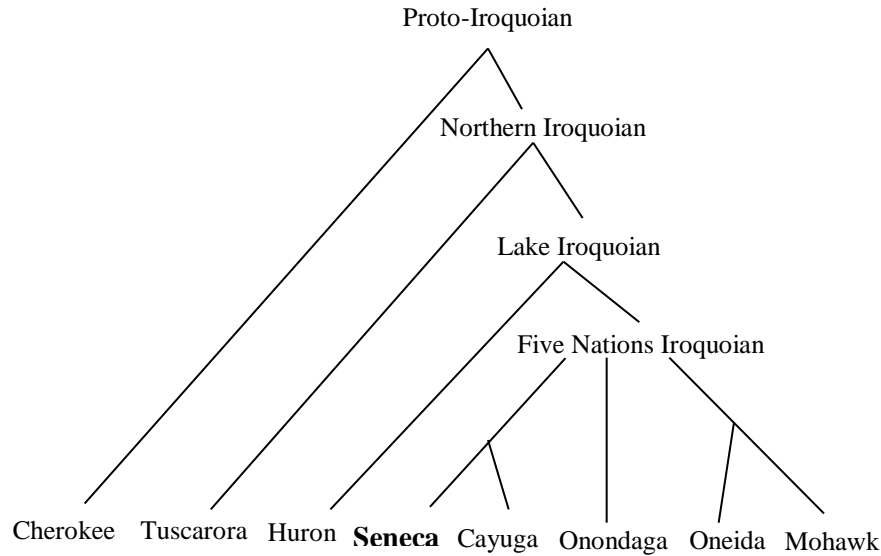 Proto-Iroquoian
Northern Iroquoian
Lake Iroquoian
Five Nations Iroquoian
Cherokee Tuscarora Huron Seneca Cayuga Onondaga Oneida Mohawk